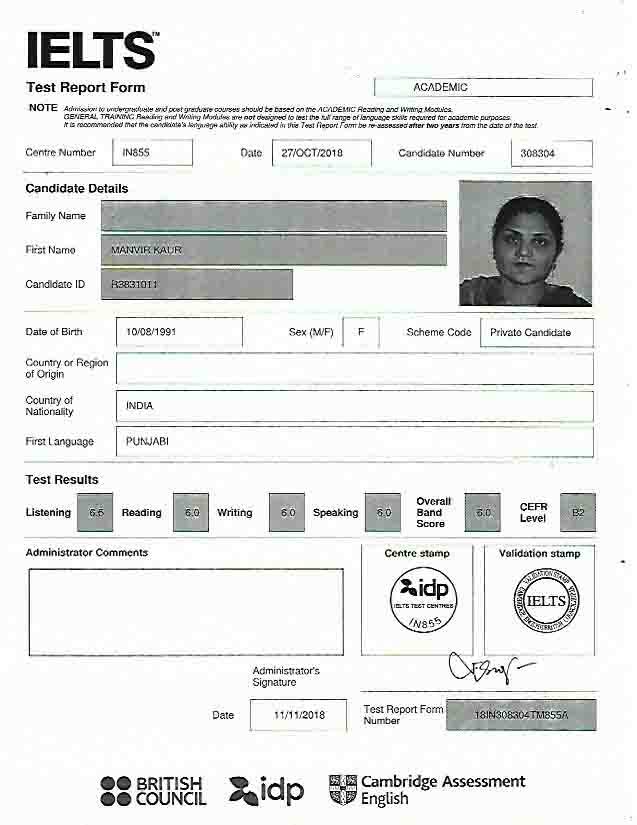 IELTS™
Test Report Form
ACADEMIC
NOTE Admission to undergraduate and post graduate courses should be based on the ACADEMIC Reading and Writing Modules.
GENERAL TRAINING Reading and Writing Modules are not designed to test the full range of language skills required for academic purposes.
It is recommended that the candidate's language ability as indicated in this Test Report Form be re-assessed after two years from the date of the test.
Centre Number IN855 Date 27/OCT/2018 Candidate Number 308304
Candidate Details
Family Name
First Name MANVIR KAUR
Candidate ID R3831011
Date of Birth 10/08/1991 Sex (M/F) F Scheme Code Private Candidate
Country or Region
of Origin
Country of
Nationality INDIA
First Language PUNJABI
Test Results
Listening 6.5 Reading 6.0 Writing 6.0 Speaking 6.0 Overall Band Score 6.0 CEFR Level B2
Administrator Comments
Centre stamp
idp
IELTS TEST CENTRES
IN855
Validation stamp
VALIDATION STAMP
IELTS
Administrator's
Signature
Date 11/11/2018
Test Report Form
Number 18IN308304TM855A
BRITISH
COUNCIL
idp
Cambridge Assessment
English